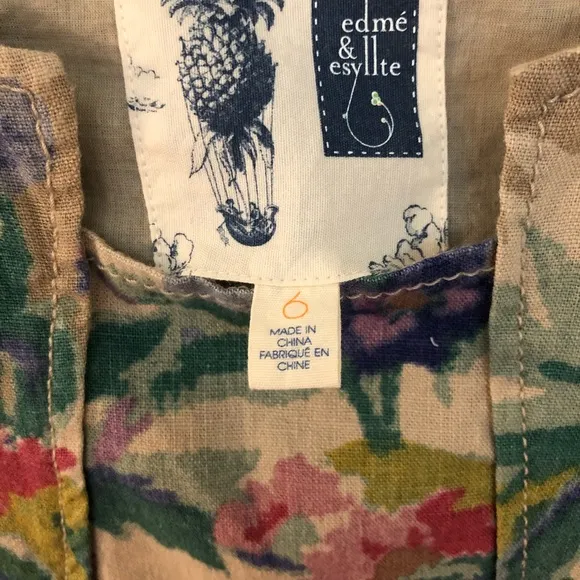 edmé
&
esyllte
6
MADE IN
CHINA
FABRIQUÉ EN
CHINE